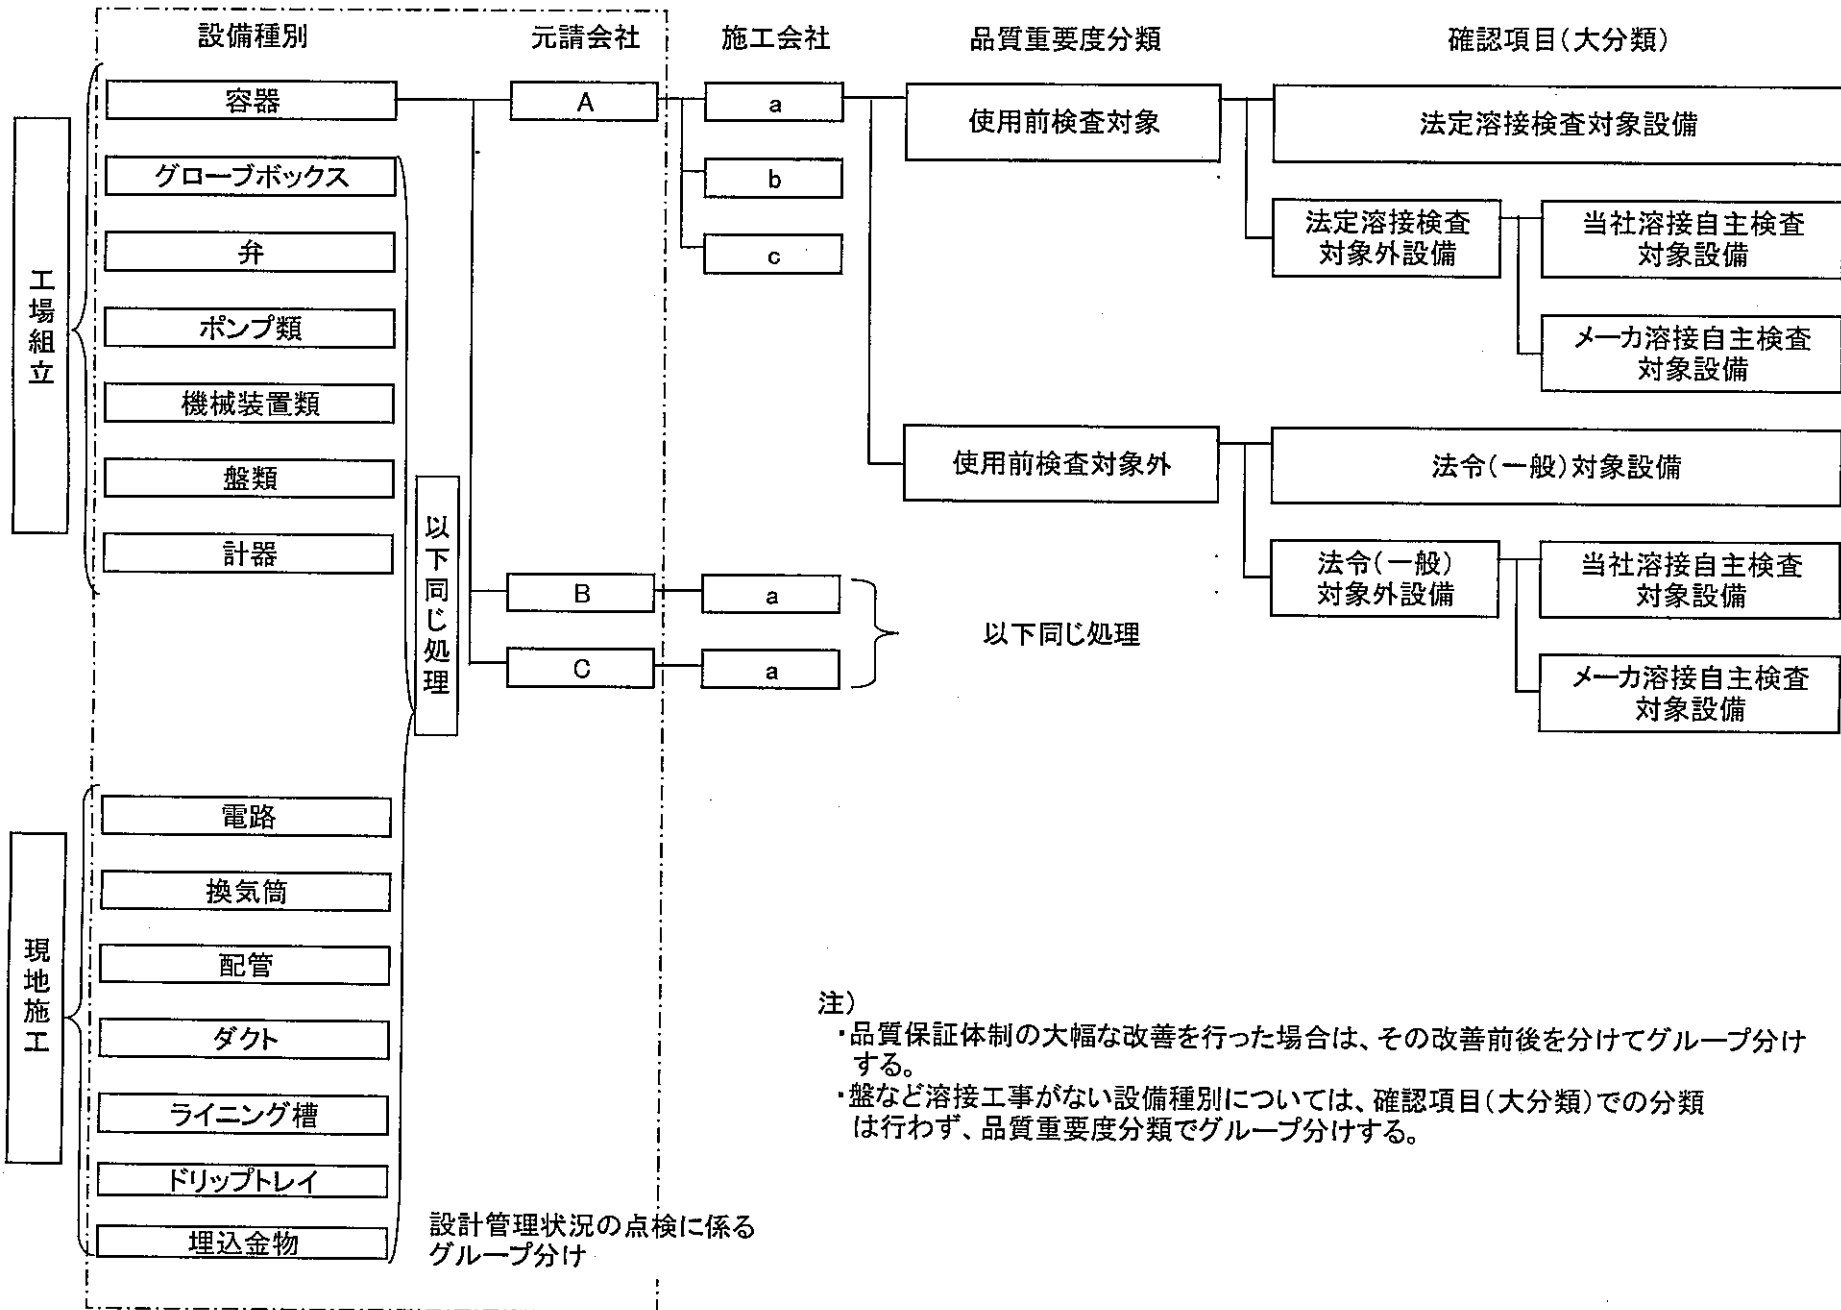 設備種別
元請会社
施工会社
品質重要度分類
確認項目(大分類)
工場組立
容器
グローブボックス
弁
ポンプ類
機械装置類
盤類
計器
以下同じ処理
A
B
C
a
b
c
a
a
以下同じ処理
使用前検査対象
法定溶接検査対象設備
法定溶接検査
対象外設備
当社溶接自主検査
対象設備
メーカ溶接自主検査
対象設備
使用前検査対象外
法令(一般)対象設備
法令(一般)
対象外設備
当社溶接自主検査
対象設備
メーカ溶接自主検査
対象設備
現地施工
電路
換気筒
配管
ダクト
ライニング槽
ドリップトレイ
埋込金物
設計管理状況の点検に係る
グループ分け
注)
・品質保証体制の大幅な改善を行った場合は、その改善前後を分けてグループ分け
する。
・盤など溶接工事がない設備種別については、確認項目(大分類)での分類
は行わず、品質重要度分類でグループ分けする。